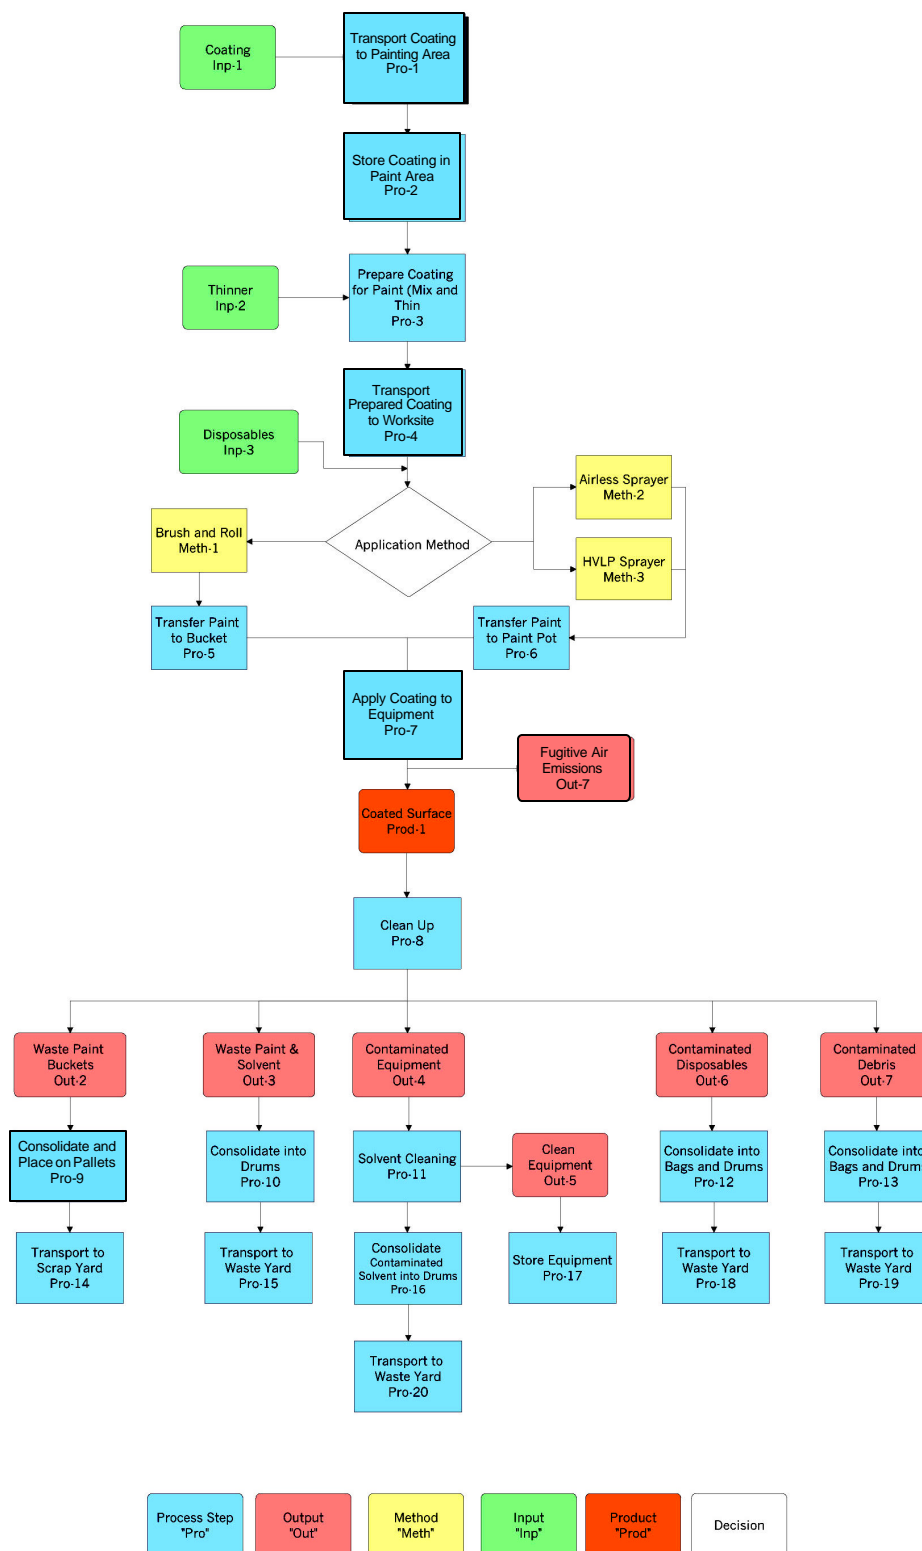 Coating
Inp-1
Transport Coating
to Painting Area
Pro-1
Store Coating in
Paint Area
Pro-2
Thinner
Inp-2
Prepare Coating
for Paint (Mix and
Thin
Pro-3
Transport
Prepared Coating
to Worksite
Pro-4
Disposables
Inp-3
Airless Sprayer
Meth-2
Brush and Roll
Meth-1
Application Method
HVLP Sprayer
Meth-3
Transfer Paint
to Bucket
Pro-5
Transfer Paint
to Paint Pot
Pro-6
Apply Coating to
Equipment
Pro-7
Fugitive Air
Emissions
Out-7
Coated Surface
Prod-1
Clean Up
Pro-8
Waste Paint
Buckets
Out-2
Waste Paint &
Solvent
Out-3
Contaminated
Equipment
Out-4
Contaminated
Disposables
Out-6
Contaminated
Debris
Out-7
Consolidate and
Place on Pallets
Pro-9
Consolidate into
Drums
Pro-10
Solvent Cleaning
Pro-11
Clean
Equipment
Out-5
Consolidate into
Bags and Drums
Pro-12
Consolidate into
Bags and Drum
Pro-13
Transport to
Scrap Yard
Pro-14
Transport to
Waste Yard
Pro-15
Consolidate
Contaminated
Solvent into Drums
Pro-16
Store Equipment
Pro-17
Transport to
Waste Yard
Pro-18
Transport to
Waste Yard
Pro-19
Transport to
Waste Yard
Pro-20
Process Step
"Pro"
Output
"Out"
Method
"Meth"
Input
"Inp"
Product
"Prod"
Decision